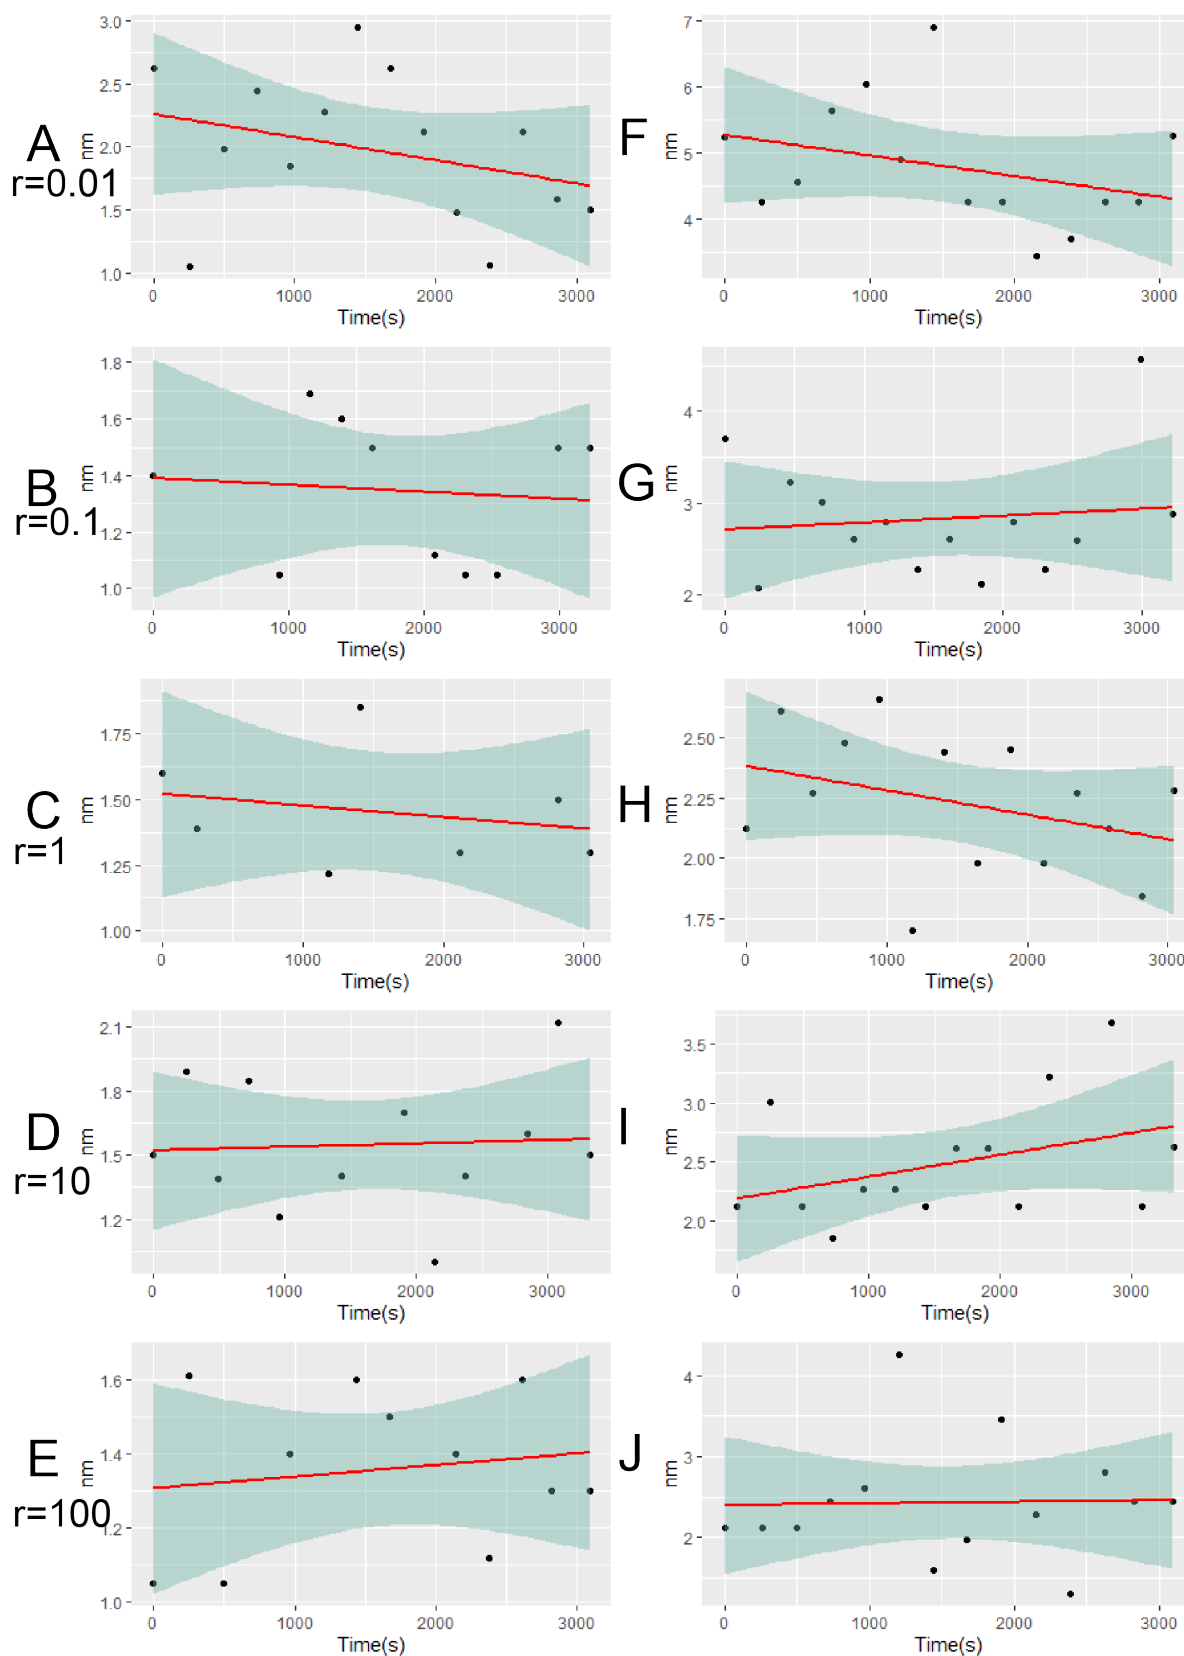 A
r=0.01
nm
3.0
2.5
2.0
1.5
1.0
0 1000 2000 3000
Time(s)
F
nm
7
6
5
4
0 1000 2000 3000
Time(s)
B
r=0.1
nm
1.8
1.6
1.4
1.2
1.0
0 1000 2000 3000
Time(s)
G
nm
4
3
2
0 1000 2000 3000
Time(s)
C
r=1
nm
1.75
1.50
1.25
1.00
0 1000 2000 3000
Time(s)
H
nm
2.50
2.25
2.00
1.75
0 1000 2000 3000
Time(s)
D
r=10
nm
2.1
1.8
1.5
1.2
0 1000 2000 3000
Time(s)
I
nm
3.5
3.0
2.5
2.0
0 1000 2000 3000
Time(s)
E
r=100
nm
1.6
1.4
1.2
1.0
0 1000 2000 3000
Time(s)
J
nm
4
3
2
0 1000 2000 3000
Time(s)